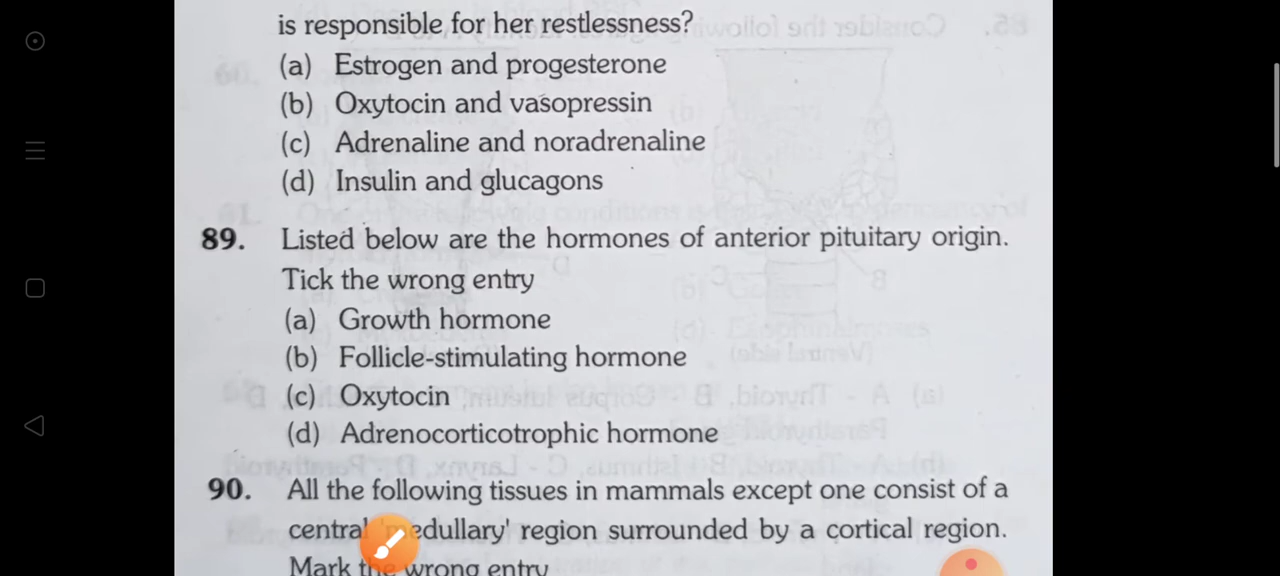 is responsible for her restlessness?
(a) Estrogen and progesterone
(b) Oxytocin and vasopressin
(c) Adrenaline and noradrenaline
(d) Insulin and glucagons
89. Listed below are the hormones of anterior pituitary origin.
Tick the wrong entry
(a) Growth hormone
(b) Follicle-stimulating hormone
(c) Oxytocin
(d) Adrenocorticotrophic hormone
90. All the following tissues in mammals except one consist of a
central 'medullary' region surrounded by a cortical region.
Mark the wrong entry